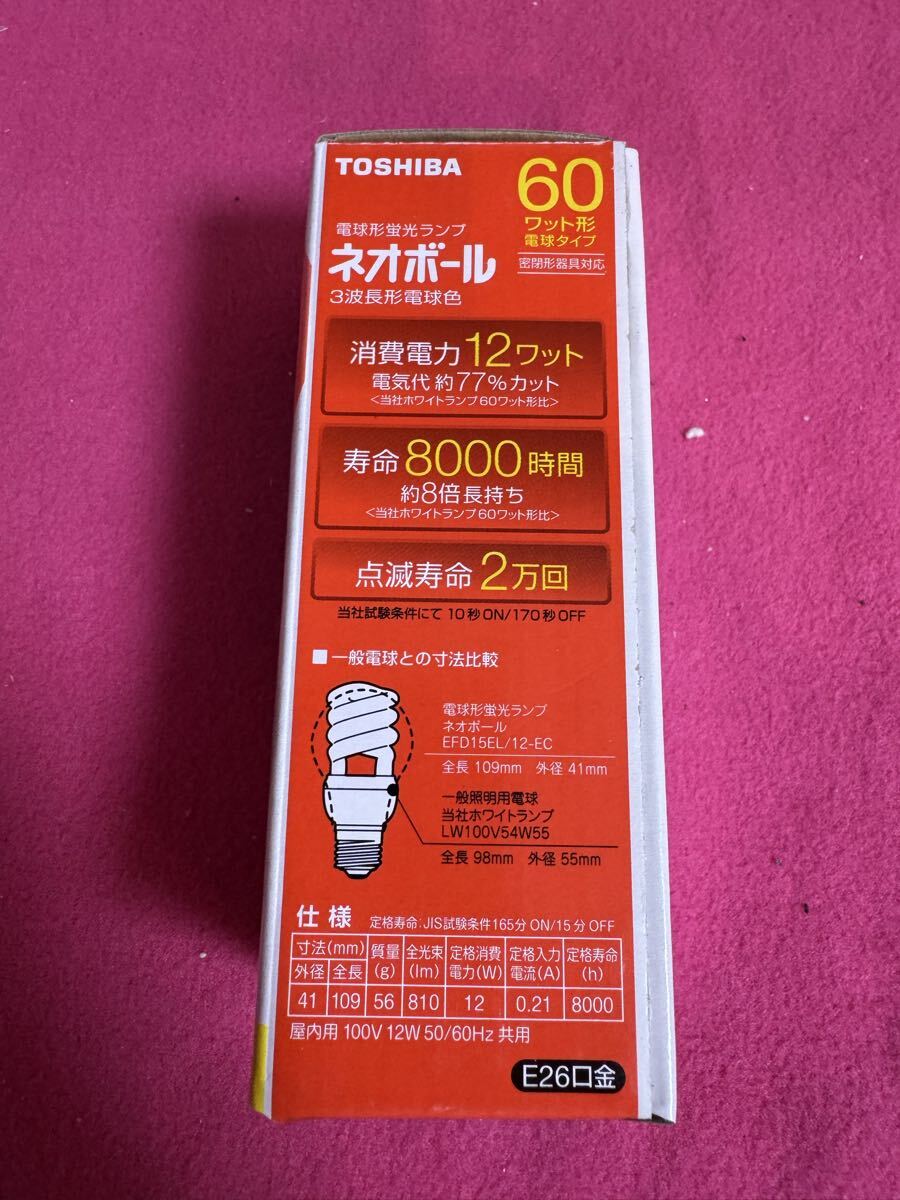 TOSHIBA
60
ワット形
電球タイプ
密閉形器具対応
電球形蛍光ランプ
ネオボール
3波長形電球色
消費電力12ワット
電気代 約77%カット
<当社ホワイトランプ60ワット形比>
寿命8000時間
約8倍長持ち
<当社ホワイトランプ60ワット形比>
点滅寿命2万回
当社試験条件にて 10秒ON/170秒OFF
■一般電球との寸法比較
電球形蛍光ランプ
ネオボール
EFD15EL/12-EC
全長 109mm 外径 41mm
一般照明用電球
当社ホワイトランプ
LW100V54W55
全長 98mm 外径 55mm
仕様 定格寿命:JIS試験条件165分 ON/15分 OFF
寸法(mm) 質量(g) 全光束(lm) 定格消費電力(W) 定格入力電流(A) 定格寿命(h)
外径 全長
41 109 56 810 12 0.21 8000
屋内用 100V 12W 50/60Hz 共用
E26口金